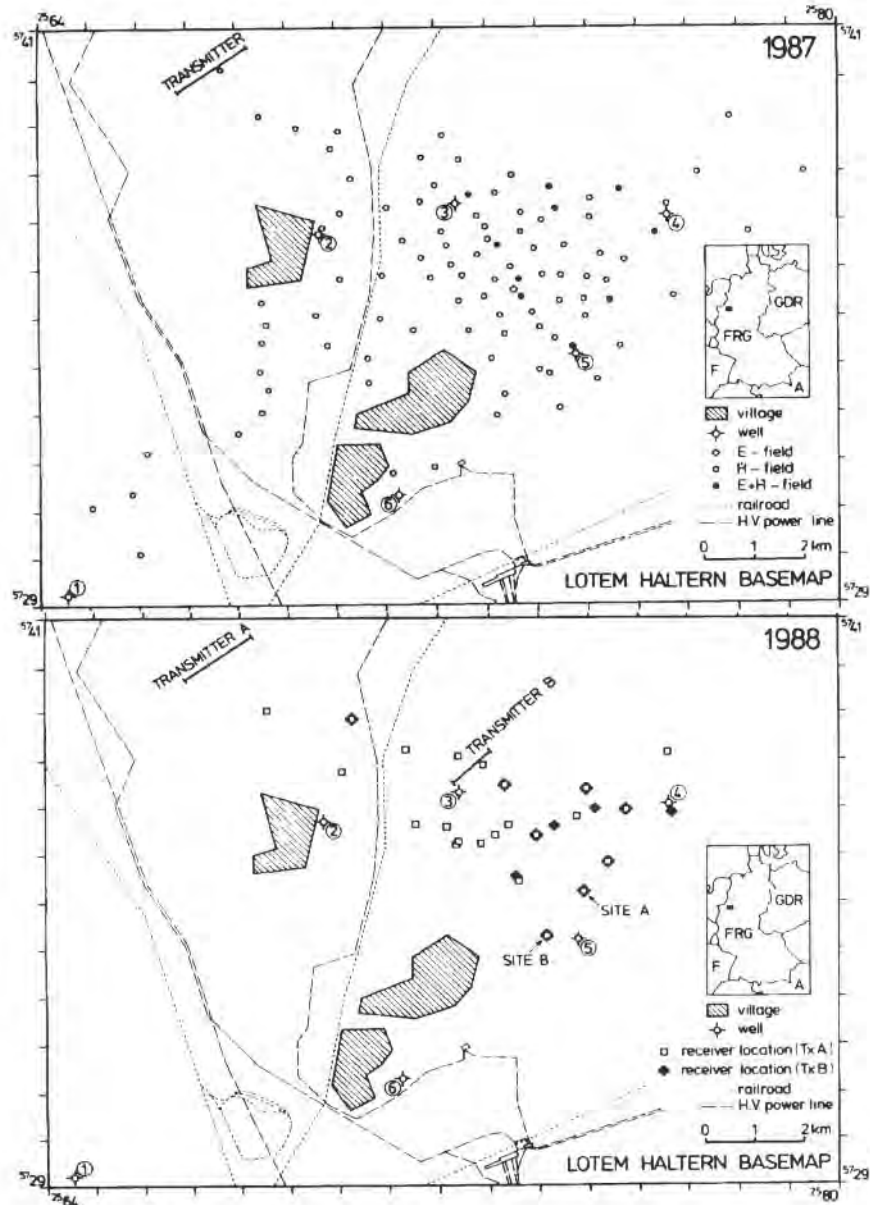 2564
2580
5741
5741
1987
TRANSMITTER
3
2
4
5
6
1
GDR
FRG
F
A
village
well
E - field
H - field
E+H - field
railroad
H.V. power line
0 1 2 km
LOTEM HALTERN BASEMAP
5729
5729
5741
5741
1988
TRANSMITTER A
TRANSMITTER B
3
4
2
SITE A
SITE B
5
6
1
GDR
FRG
F
A
village
well
receiver location (TxA)
receiver location (TxB)
railroad
H.V. power line
0 1 2 km
LOTEM HALTERN BASEMAP
5729
5729
2564
2580